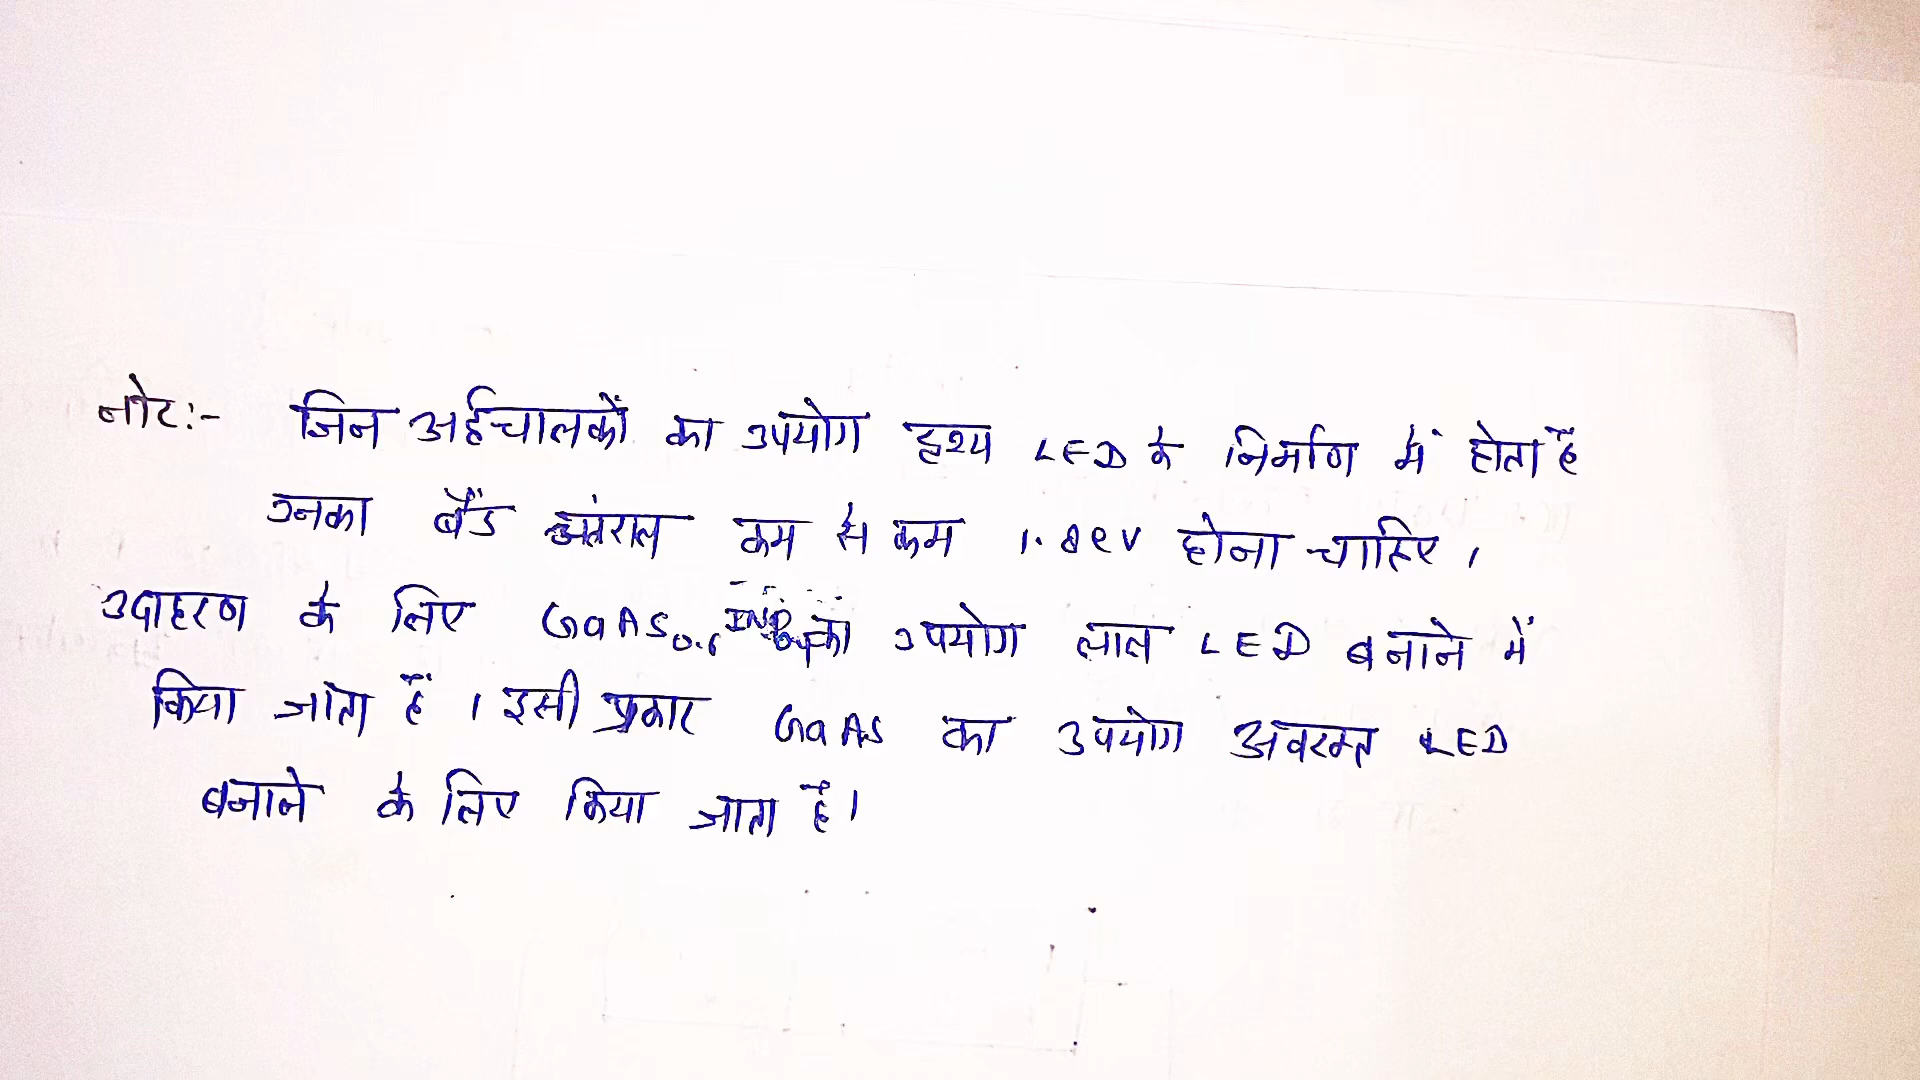 नोट:- जिन अर्द्धचालकों का उपयोग दृश्य LED के निर्माण में होता है
उनका बैंड अंतराल कम से कम 1.8eV होना चाहिए ।
उदाहरण के लिए GaAs0.6 का उपयोग लाल LED बनाने में
किया जाता है । इसी प्रकार GaAs का उपयोग अवरक्त LED
बनाने के लिए किया जाता है ।